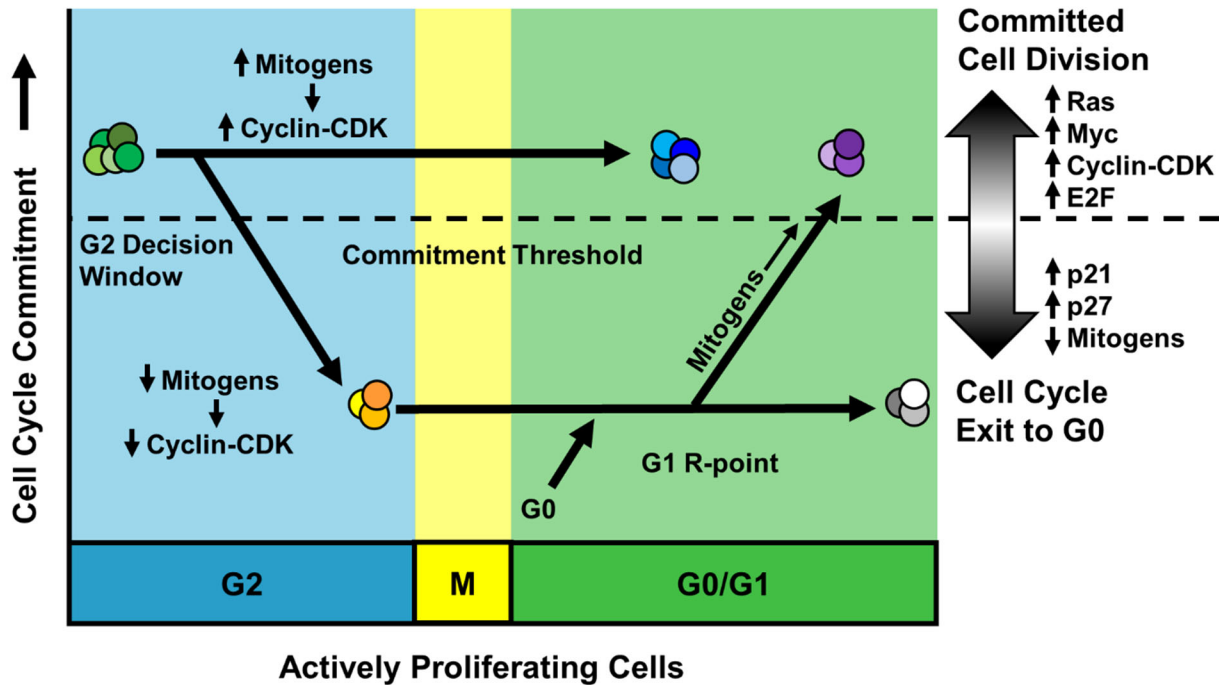 Cell Cycle Commitment
Mitogens
Cyclin-CDK
G2 Decision
Window
Commitment Threshold
Mitogens
Mitogens
Cyclin-CDK
G1 R-point
G0
G2
M
G0/G1
Actively Proliferating Cells
Committed
Cell Division
Ras
Myc
Cyclin-CDK
E2F
p21
p27
Mitogens
Cell Cycle
Exit to G0